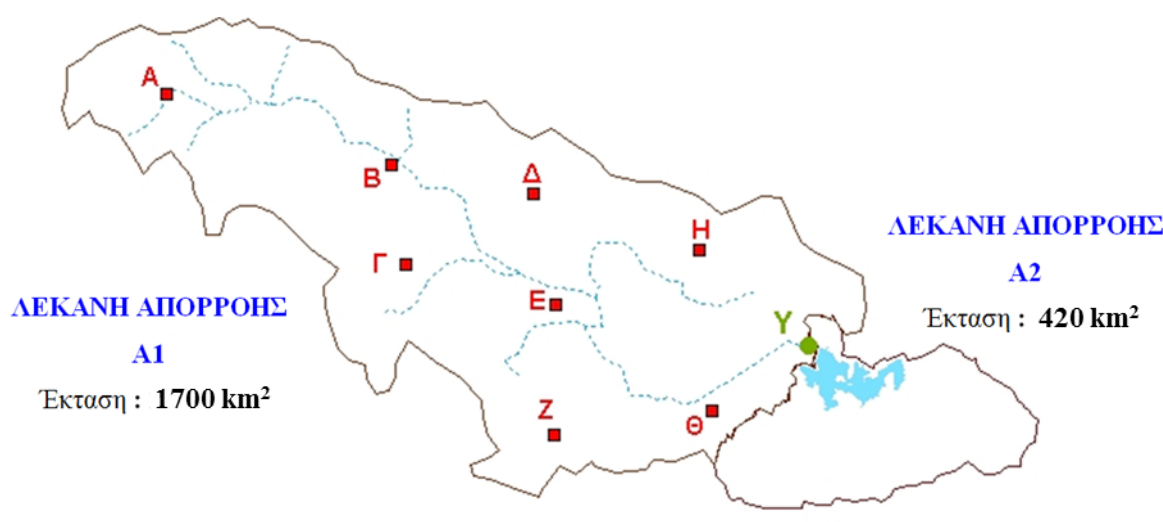 Α
Β
Δ
Η
Γ
Ε
Υ
Ζ
Θ
ΛΕΚΑΝΗ ΑΠΟΡΡΟΗΣ
Α1
Έκταση : 1700 km²
ΛΕΚΑΝΗ ΑΠΟΡΡΟΗΣ
Α2
Έκταση : 420 km²